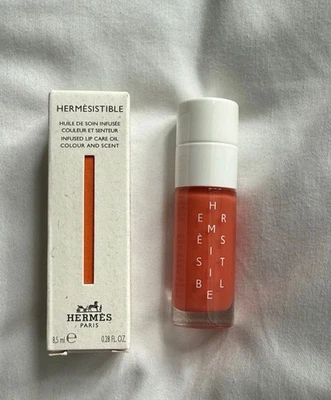 HERMÈSISTIBLE
HUILE DE SOIN INFUSÉE
COULEUR ET SENTEUR
INFUSED LIP CARE OIL
COLOUR AND SCENT
HERMÈS
PARIS
8,5 ml e 0.28 FL. OZ.
H
E R
M
È S
I
S T
I
B L
E